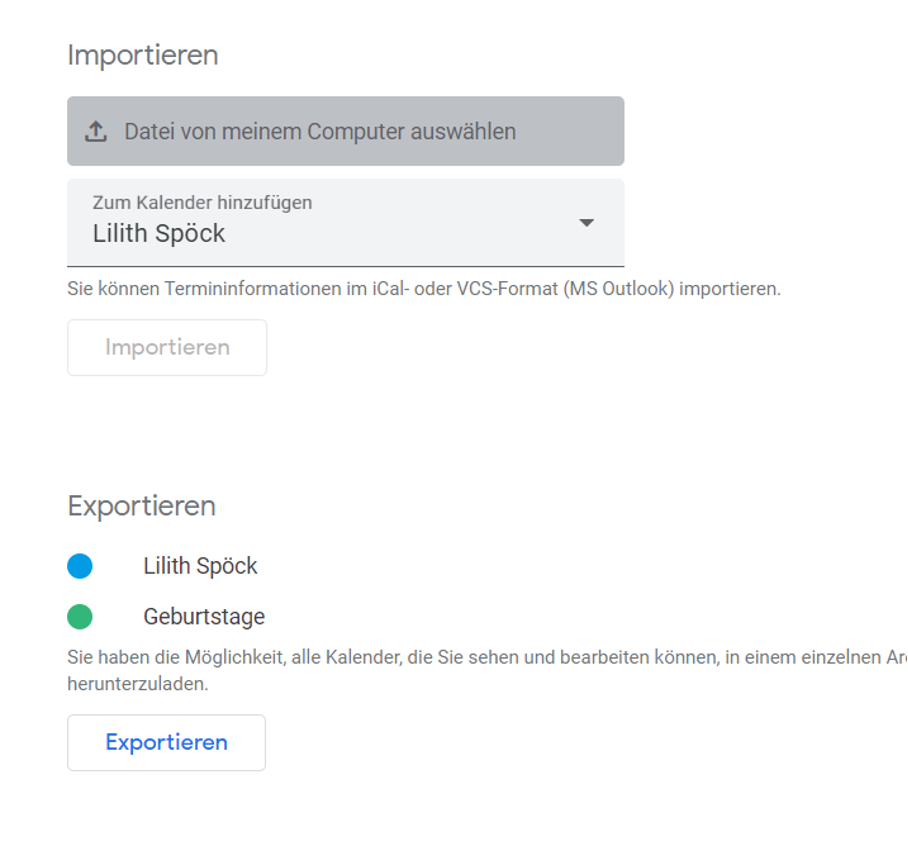 Importieren
Datei von meinem Computer auswählen
Zum Kalender hinzufügen
Lilith Spöck
Sie können Termininformationen im iCal- oder VCS-Format (MS Outlook) importieren.
Importieren
Exportieren
Lilith Spöck
Geburtstage
Sie haben die Möglichkeit, alle Kalender, die Sie sehen und bearbeiten können, in einem einzelnen
herunterzuladen.
Exportieren